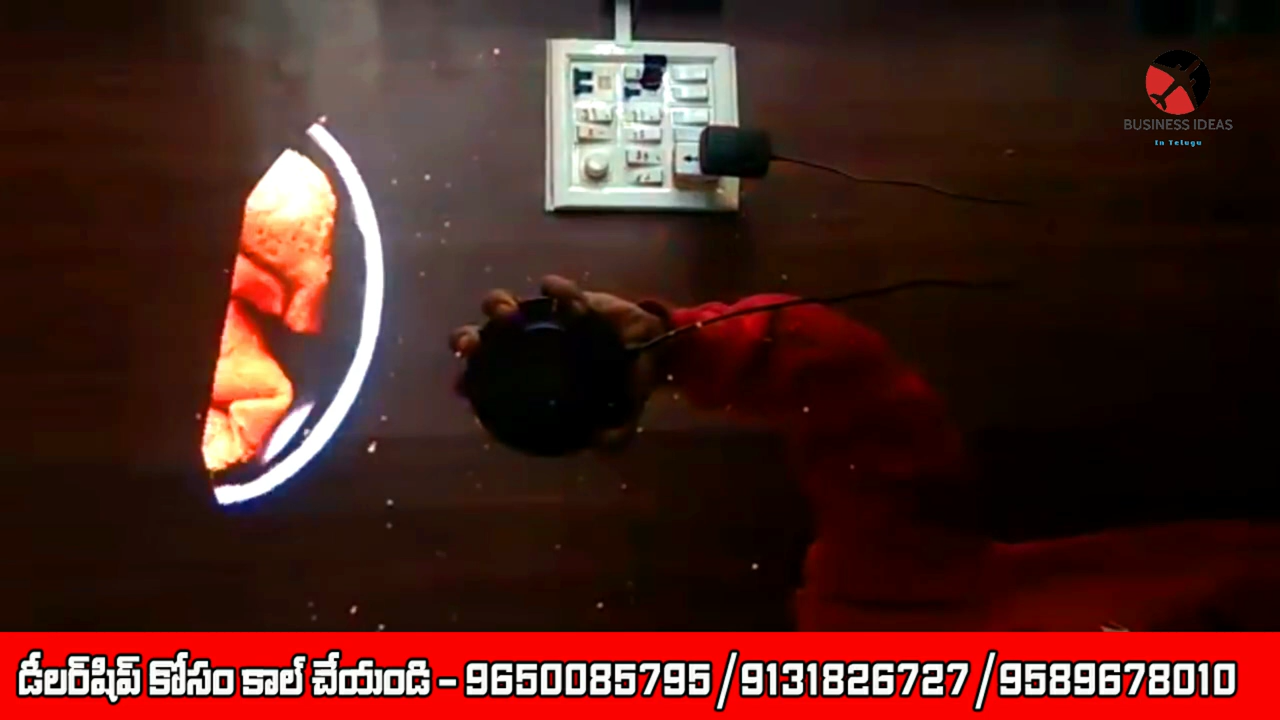 BUSINESS IDEAS
In Telugu
డీలర్‌షిప్ కోసం కాల్ చేయండి - 9650085795 / 9131826727 / 9589678010